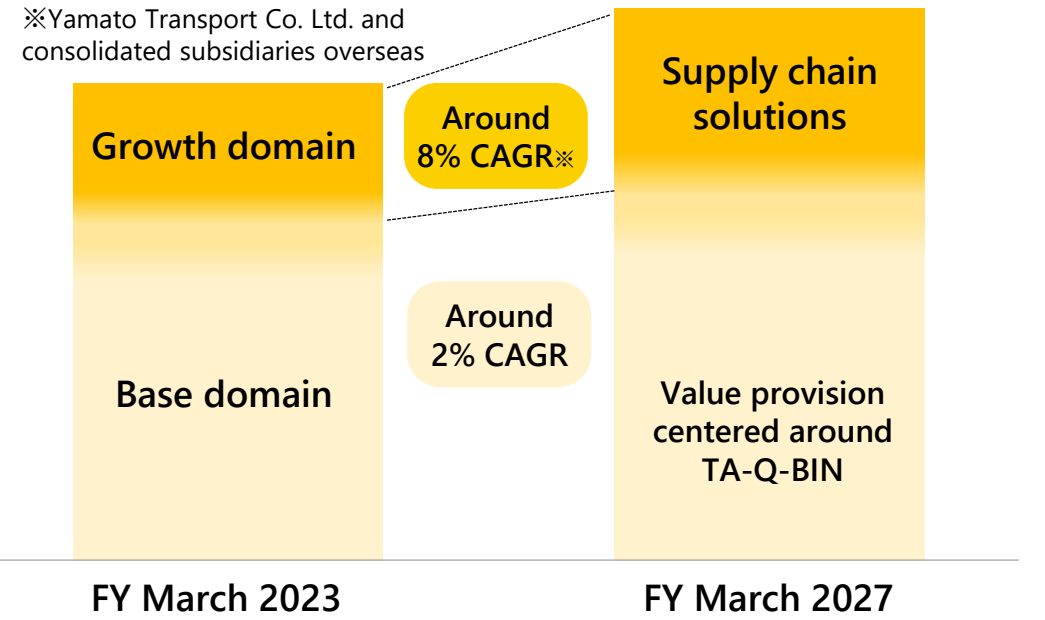 ※Yamato Transport Co. Ltd. and
consolidated subsidiaries overseas
Growth domain
Around
8% CAGR※
Supply chain
solutions
Base domain
Around
2% CAGR
Value provision
centered around
TA-Q-BIN
FY March 2023
FY March 2027